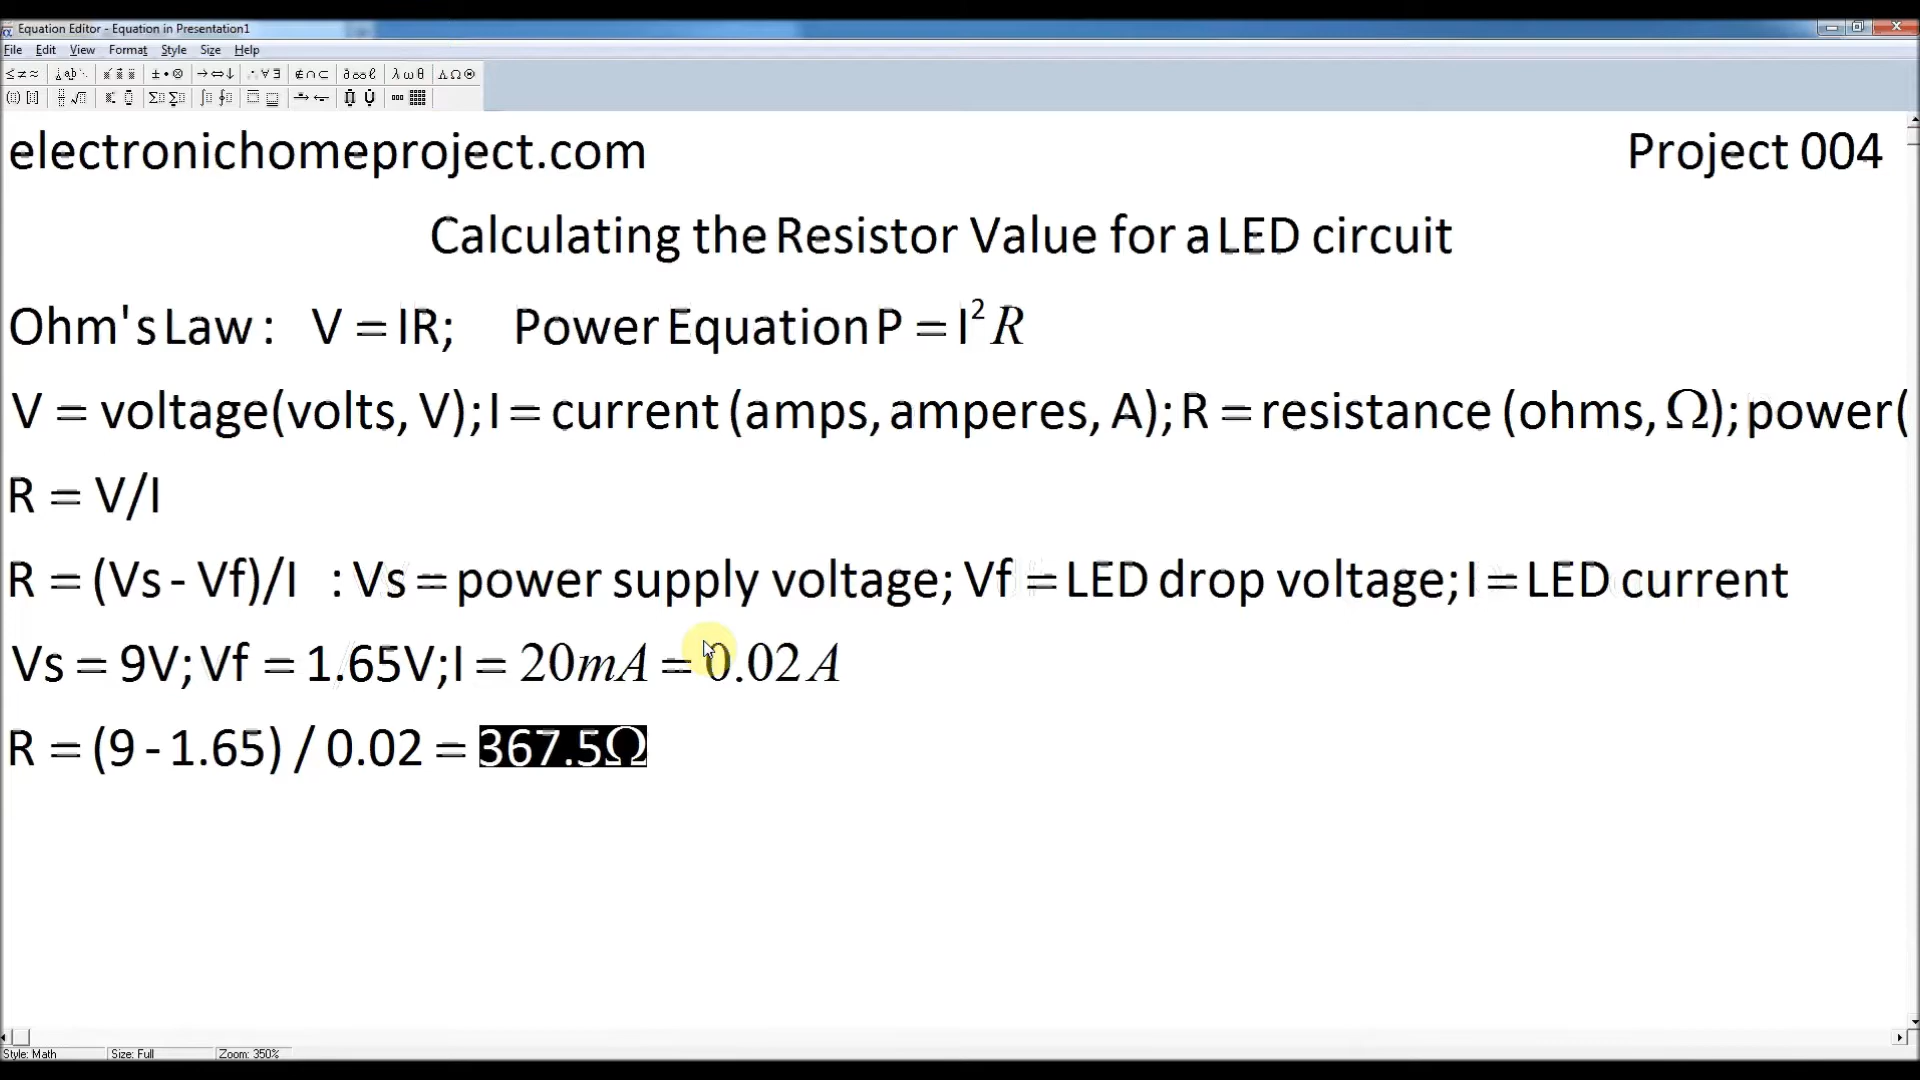 Equation Editor - Equation in Presentation1
File Edit View Format Style Size Help
electronichomeproject.com Project 004
Calculating the Resistor Value for a LED circuit
Ohm's Law : V = IR; Power Equation P = I² R
V = voltage(volts, V); I = current (amps, amperes, A); R = resistance (ohms, Ω); power(
R = V/I
R = (Vs - Vf)/I : Vs = power supply voltage; Vf = LED drop voltage; I = LED current
Vs = 9V; Vf = 1.65V; I = 20mA = 0.02 A
R = (9 - 1.65) / 0.02 = 367.5Ω
Style: Math Size: Full Zoom: 350%